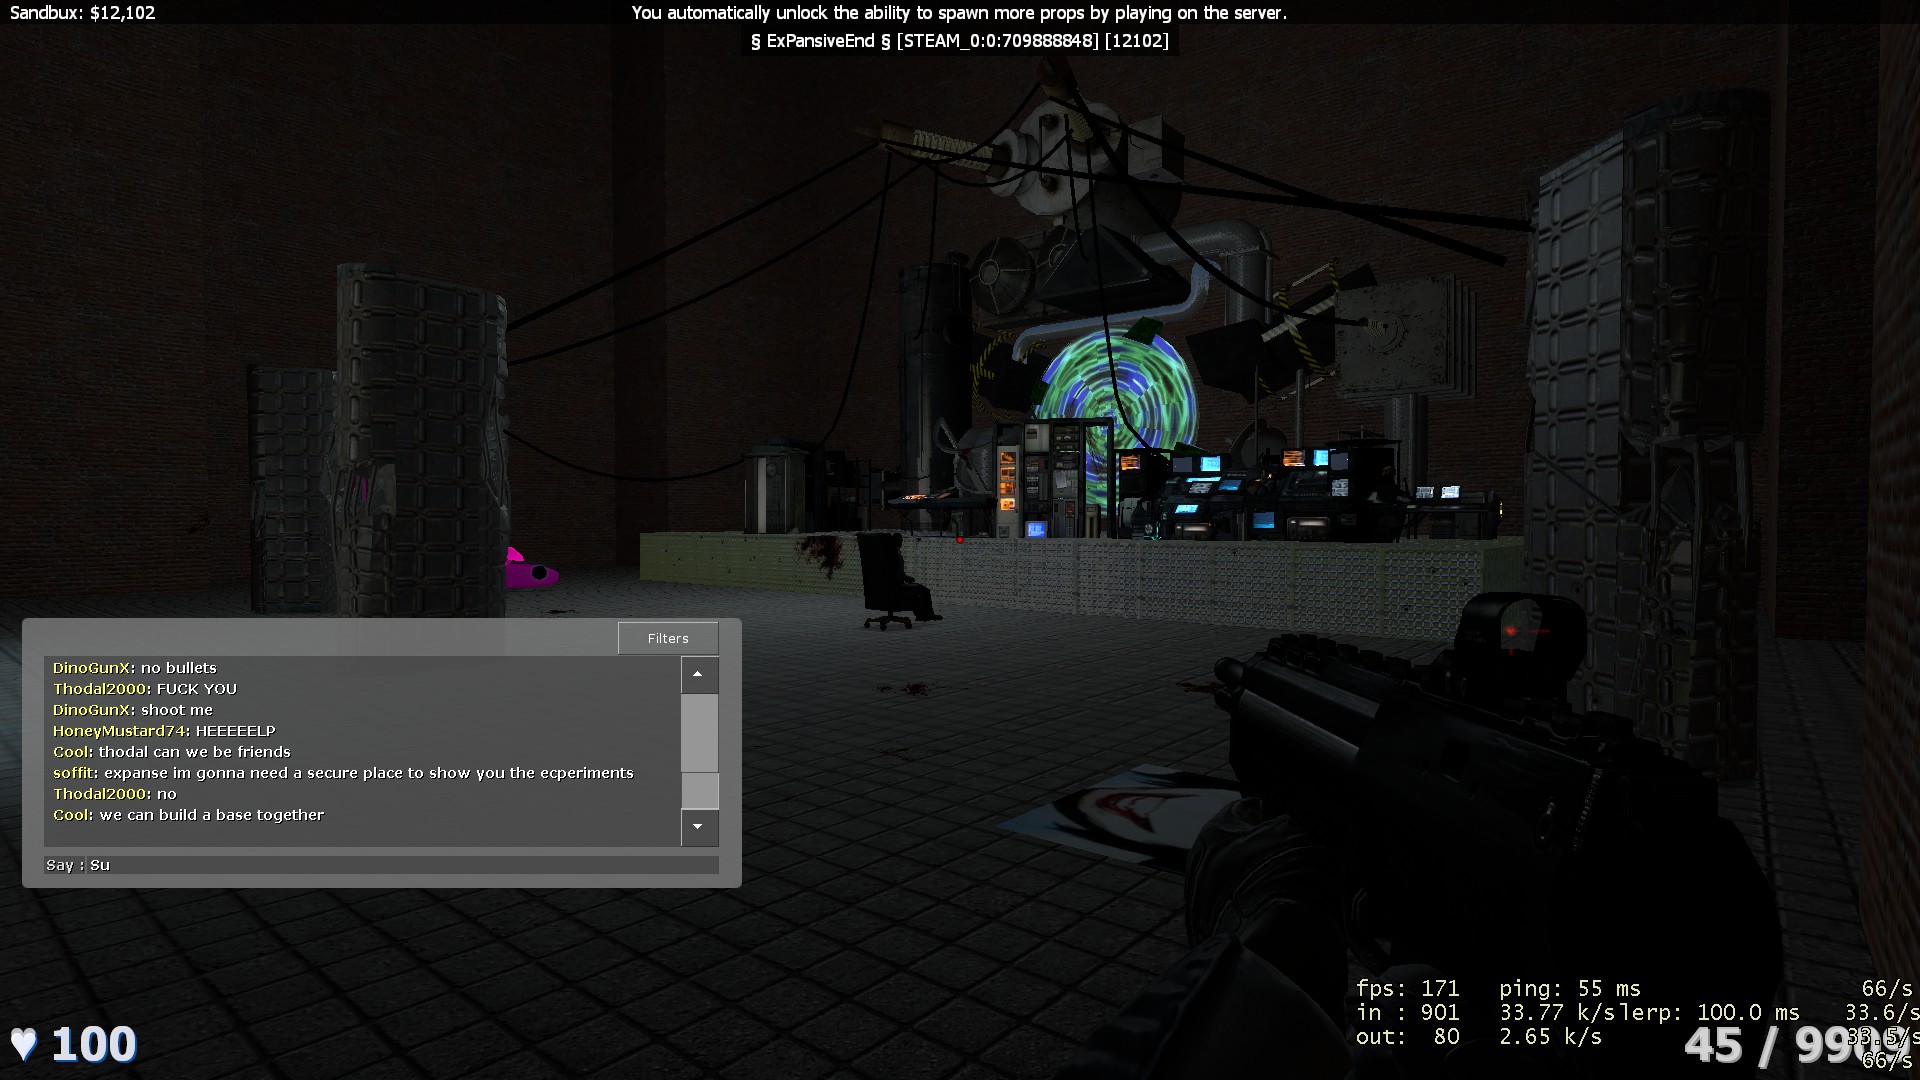 Sandbux: $12,102
You automatically unlock the ability to spawn more props by playing on the server.
§ ExPansiveEnd § [STEAM_0:0:709888848] [12102]
Filters
DinoGunX: no bullets
Thodal2000: FUCK YOU
DinoGunX: shoot me
HoneyMustard74: HEEEEELP
Cool: thodal can we be friends
soffit: expanse im gonna need a secure place to show you the ecperiments
Thodal2000: no
Cool: we can build a base together
Say : Su
fps: 171 ping: 55 ms 66/s
in : 901 33.77 k/s lerp: 100.0 ms 33.6/s
out: 80 2.65 k/s 33.5/s
66/s
100
45 / 9909